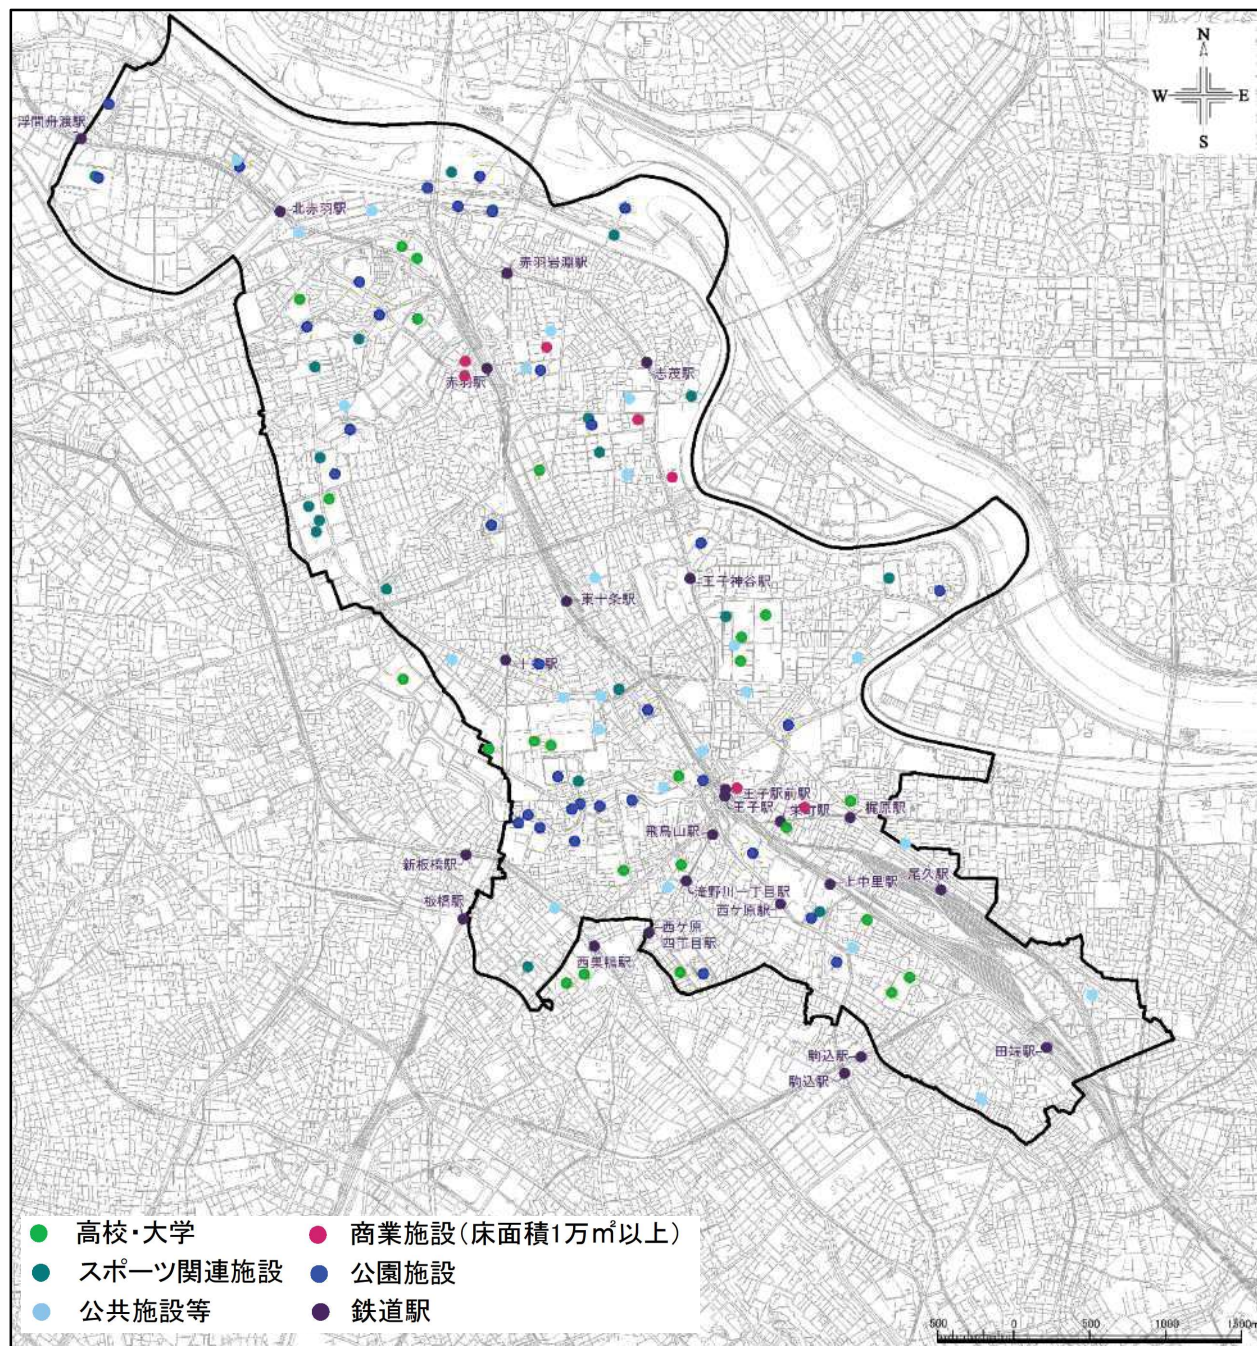 N
W E
S
浮間舟渡駅
北赤羽駅
赤羽岩淵駅
赤羽駅
志茂駅
王子神谷駅
東十条駅
十条駅
王子駅前駅
王子駅
栄町駅
梶原駅
飛鳥山駅
新板橋駅
板橋駅
滝野川一丁目駅
西ケ原駅
上中里駅
尾久駅
西ケ原
四丁目駅
西巣鴨駅
駒込駅
駒込駅
田端駅
高校・大学
商業施設(床面積1万㎡以上)
スポーツ関連施設
公園施設
公共施設等
鉄道駅
500 0 500 1000 1,500m